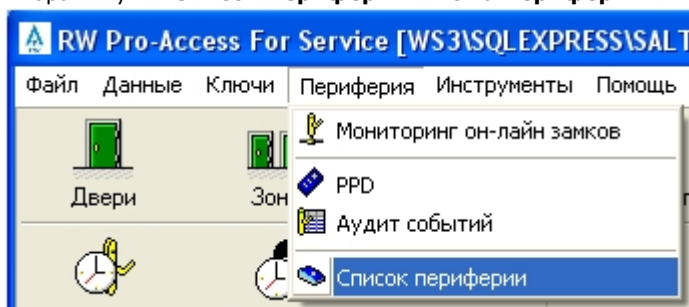 RW Pro-Access For Service [WS3\SQLEXPRESS\SALT
Файл Данные Ключи Периферия Инструменты Помощь
Мониторинг он-лайн замков
PPD
Двери Зон
Аудит событий
Список периферии